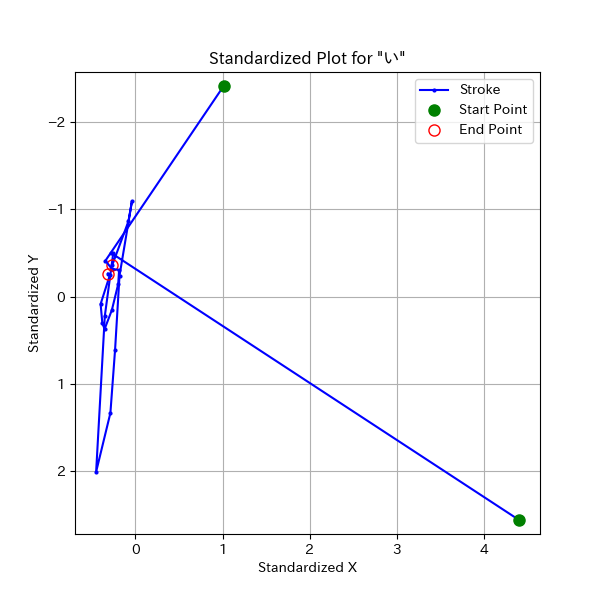 Standardized Plot for "い"
Stroke
Start Point
End Point
−2
−1
0
1
2
Standardized Y
0
1
2
3
4
Standardized X